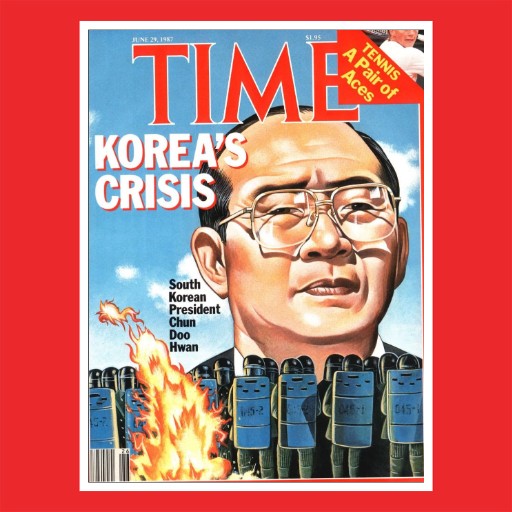 JUNE 29, 1987
$1.95
TIME
TENNIS
A Pair of
Aces
KOREA'S
CRISIS
South
Korean
President
Chun
Doo
Hwan